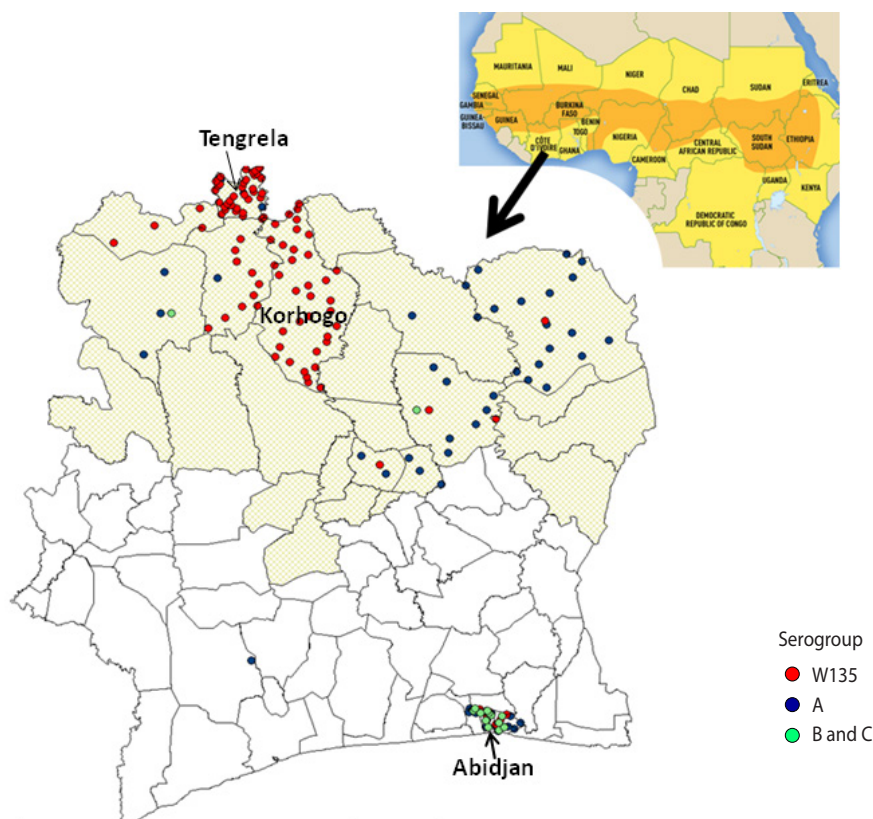 MAURITANIA
MALI
NIGER
CHAD
SUDAN
ERITREA
SENEGAL
GAMBIA
GUINEA-
BISSAU
GUINEA
BURKINA
FASO
BENIN
TOGO
CÔTE
D'IVOIRE
GHANA
NIGERIA
CAMEROON
CENTRAL
AFRICAN REPUBLIC
SOUTH
SUDAN
ETHIOPIA
UGANDA
KENYA
DEMOCRATIC
REPUBLIC OF CONGO
Tengrela
Korhogo
Abidjan
Serogroup
W135
A
B and C